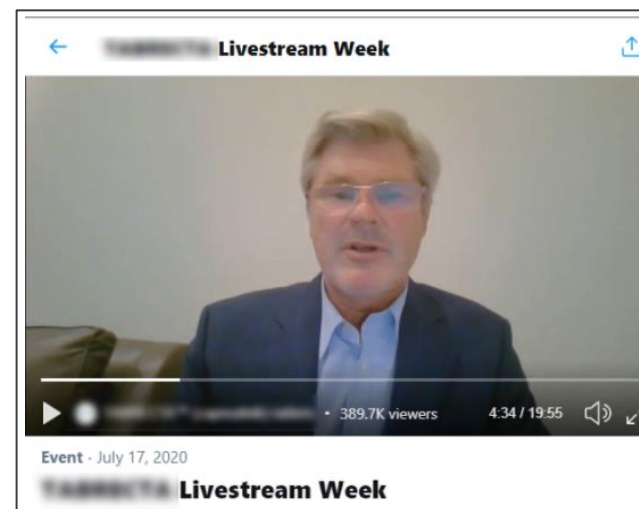 Livestream Week
• 389.7K viewers 4:34 / 19:55
Event · July 17, 2020
Livestream Week